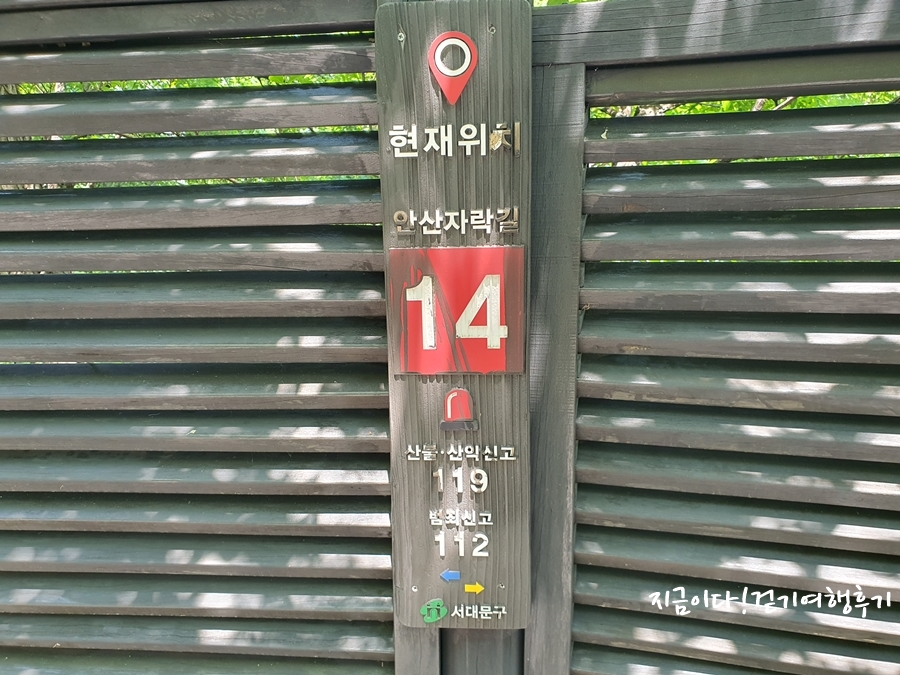 현재위치
안산자락길
14
산불·산악신고
119
범죄신고
112
서대문구
지금이다!걷기여행후기